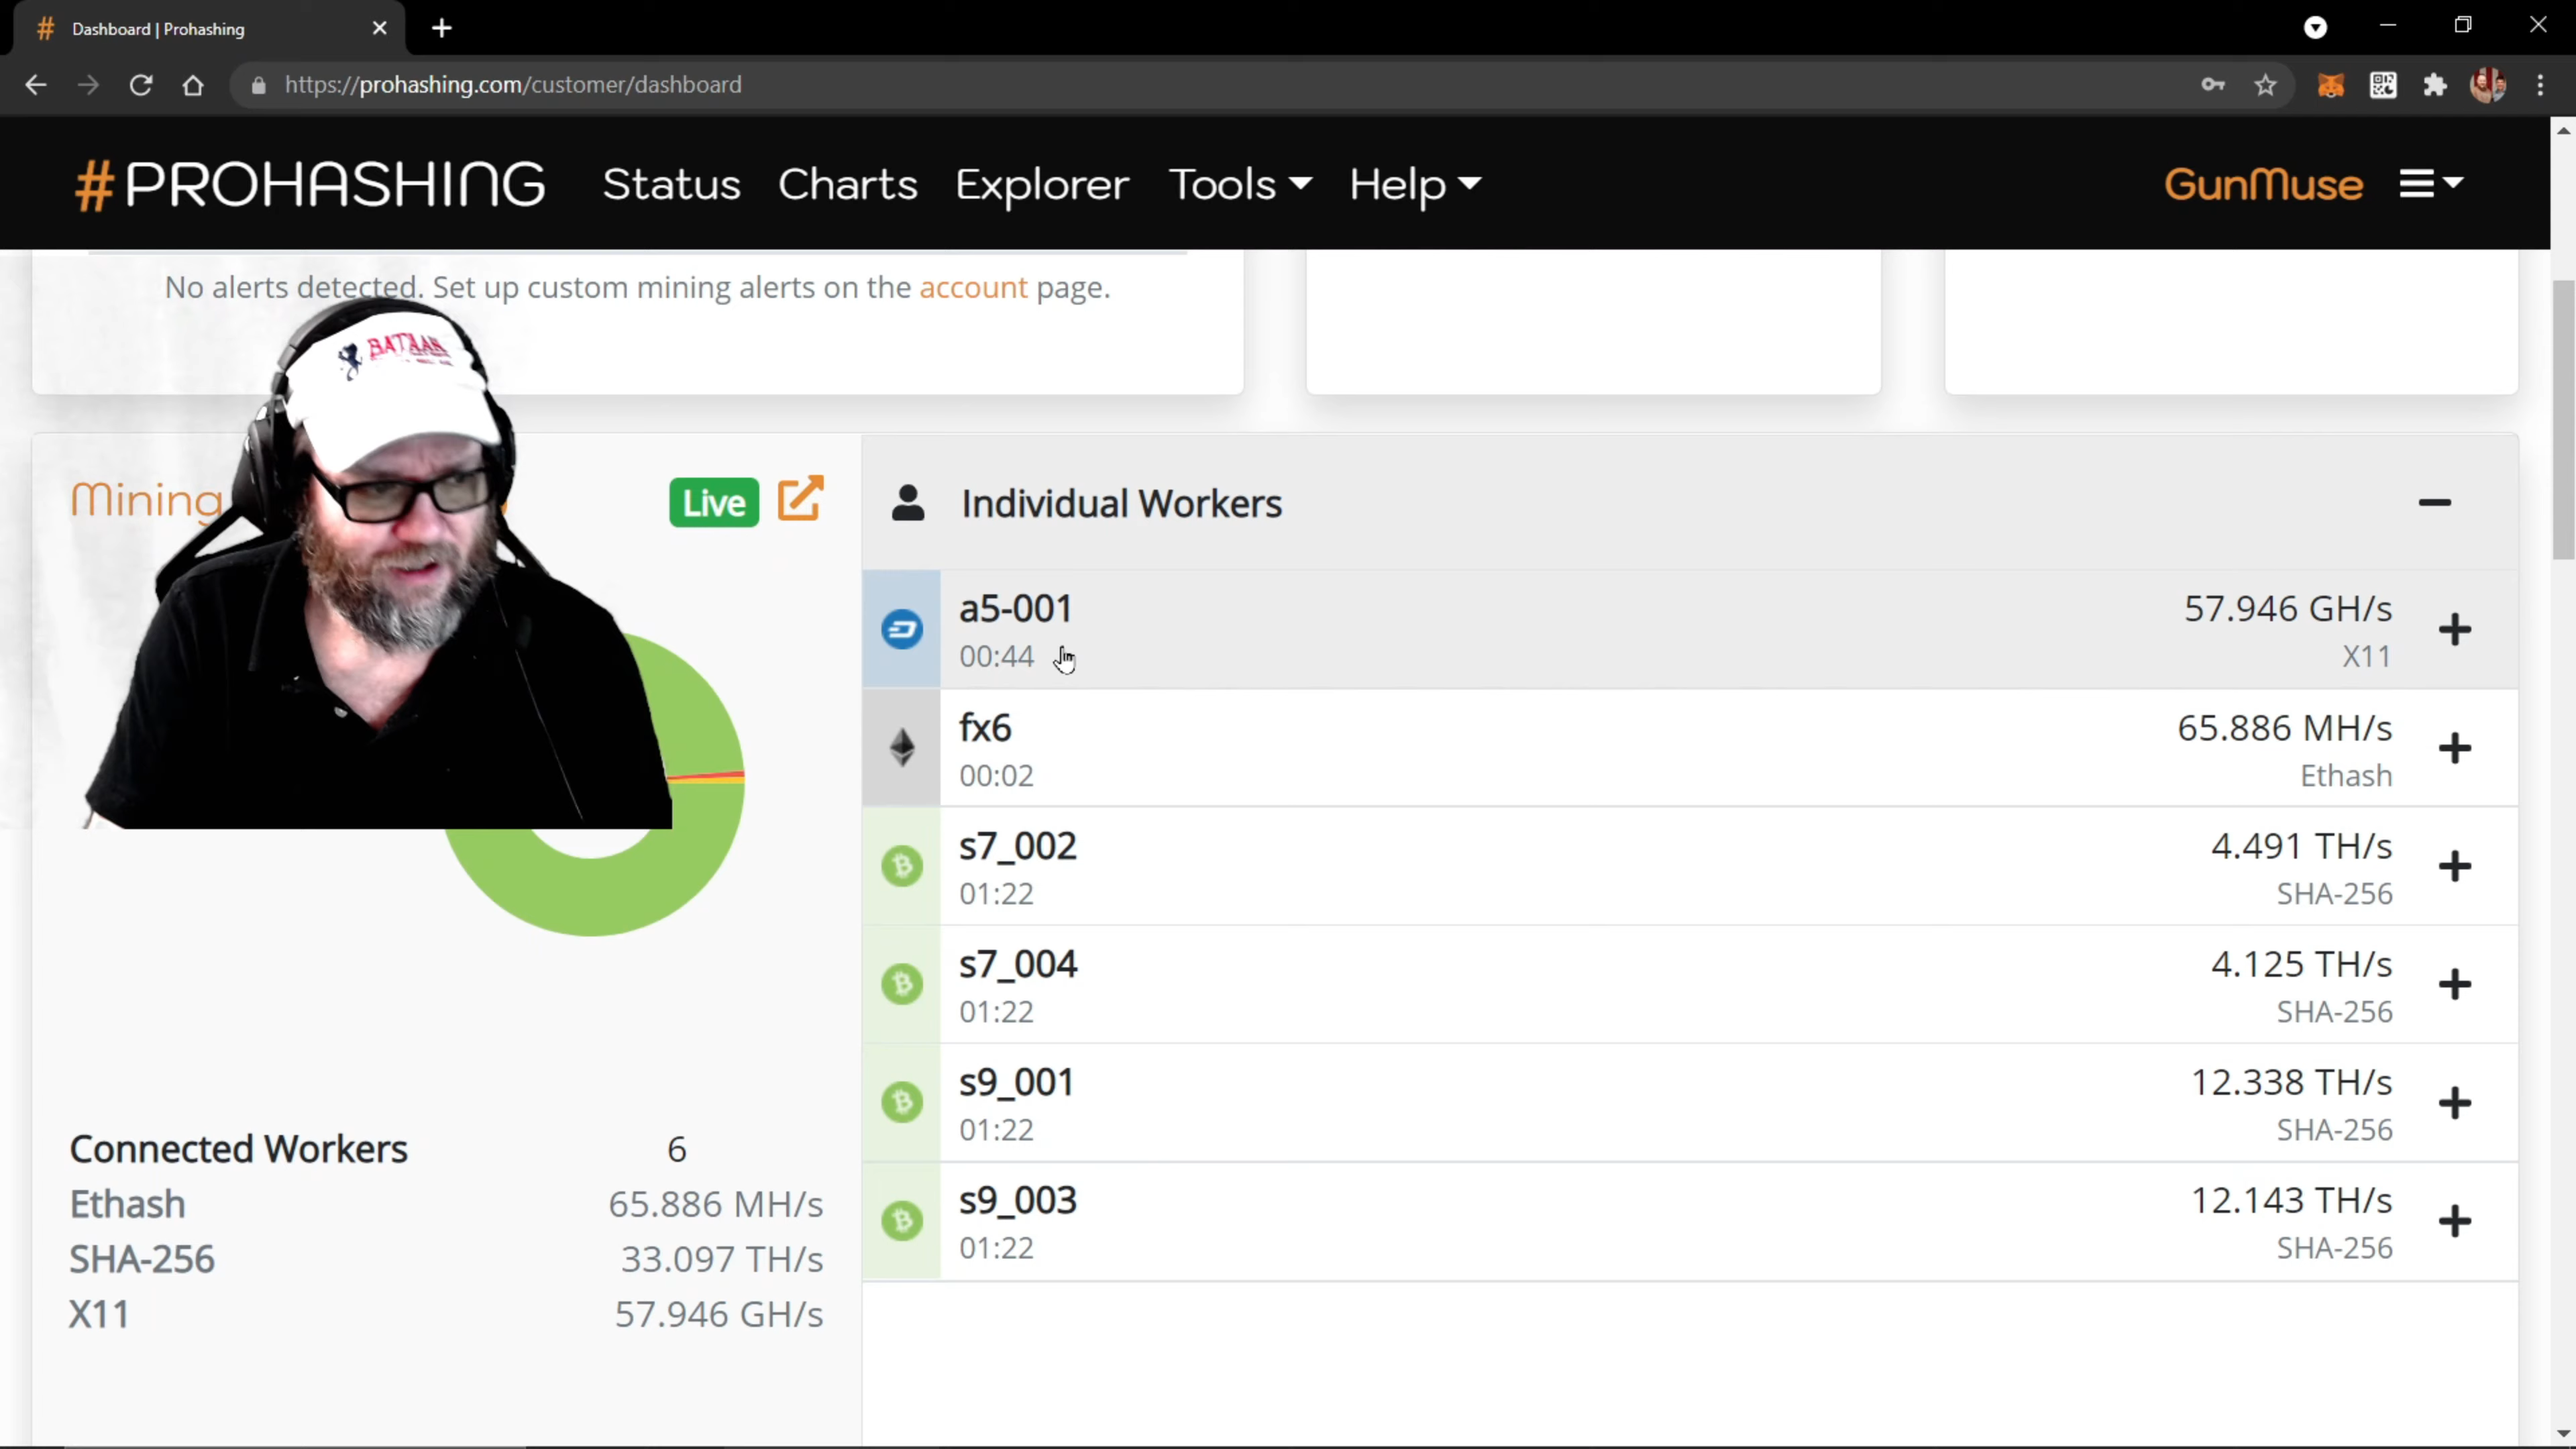 Dashboard | Prohashing
https://prohashing.com/customer/dashboard
#PROHASHING Status Charts Explorer Tools Help GunMuse
No alerts detected. Set up custom mining alerts on the account page.
BATAAN
Mining
Live
Individual Workers
a5-001 57.946 GH/s
00:44 X11
fx6 65.886 MH/s
00:02 Ethash
s7_002 4.491 TH/s
01:22 SHA-256
s7_004 4.125 TH/s
01:22 SHA-256
s9_001 12.338 TH/s
01:22 SHA-256
s9_003 12.143 TH/s
01:22 SHA-256
Connected Workers 6
Ethash 65.886 MH/s
SHA-256 33.097 TH/s
X11 57.946 GH/s